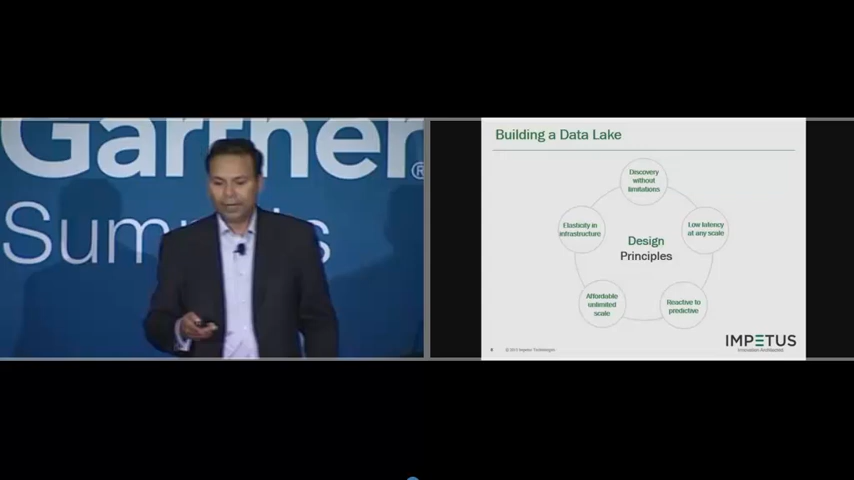 Gartner®
Summits
Building a Data Lake
Discovery
without
limitations
Elasticity in
infrastructure
Low latency
at any scale
Design
Principles
Affordable
unlimited
scale
Reactive to
predictive
IMPETUS